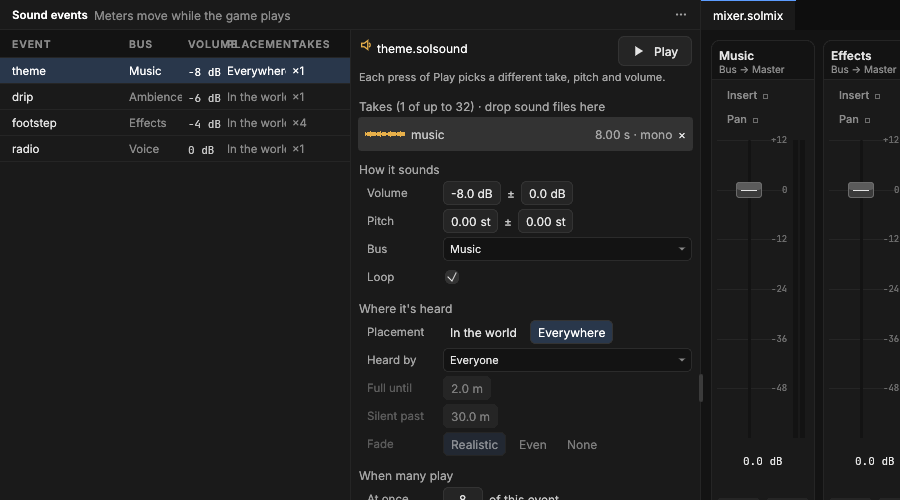 Sound events Meters move while the game plays ···
EVENT BUS VOLUME PLACEMENT TAKES
theme Music -8 dB Everywher ×1
drip Ambience -6 dB In the worl ×1
footstep Effects -4 dB In the worl ×4
radio Voice 0 dB In the worl ×1
theme.solsound Play
Each press of Play picks a different take, pitch and volume.
Takes (1 of up to 32) · drop sound files here
music 8.00 s · mono ×
How it sounds
Volume -8.0 dB ± 0.0 dB
Pitch 0.00 st ± 0.00 st
Bus Music
Loop
Where it's heard
Placement In the world Everywhere
Heard by Everyone
Full until 2.0 m
Silent past 30.0 m
Fade Realistic Even None
When many play
At once 8 of this event
mixer.solmix
Music
Bus → Master
Insert
Pan
+12
0
-12
-24
-36
-48
0.0 dB
Effects
Bus → Master
Insert
Pan
+12
0
-12
-24
-36
-48
0.0 dB